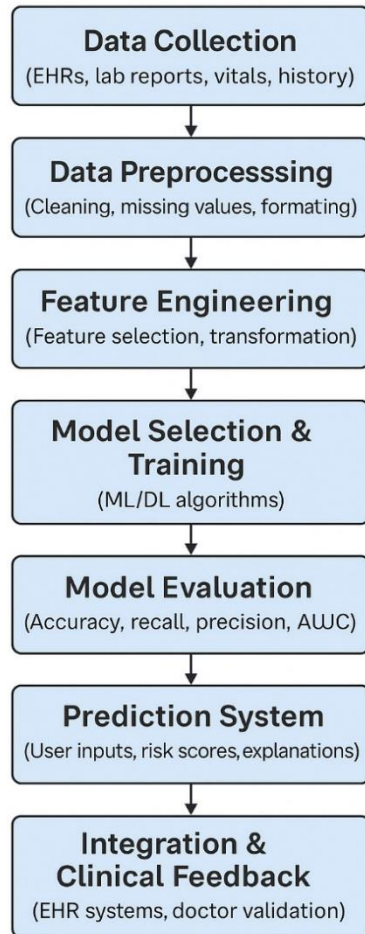 Data Collection
(EHRs, lab reports, vitals, history)
Data Preprocesssing
(Cleaning, missing values, formating)
Feature Engineering
(Feature selection, transformation)
Model Selection &
Training
(ML/DL algorithms)
Model Evaluation
(Accuracy, recall, precision, AUJC)
Prediction System
(User inputs, risk scores, explanations)
Integration &
Clinical Feedback
(EHR systems, doctor validation)